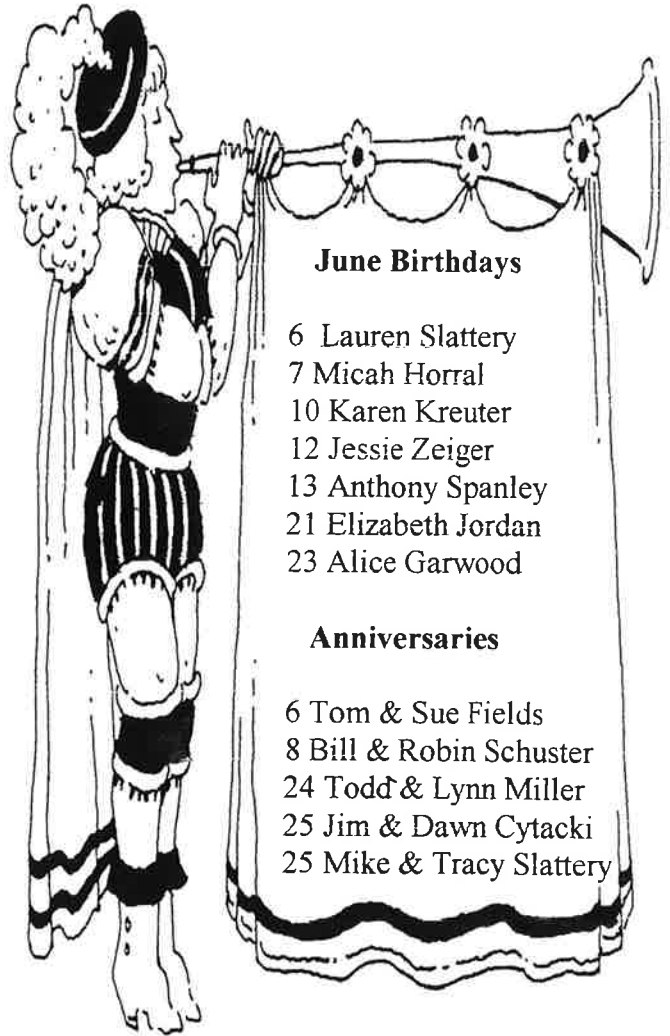 June Birthdays
6 Lauren Slattery
7 Micah Horral
10 Karen Kreuter
12 Jessie Zeiger
13 Anthony Spanley
21 Elizabeth Jordan
23 Alice Garwood
Anniversaries
6 Tom & Sue Fields
8 Bill & Robin Schuster
24 Todd & Lynn Miller
25 Jim & Dawn Cytacki
25 Mike & Tracy Slattery